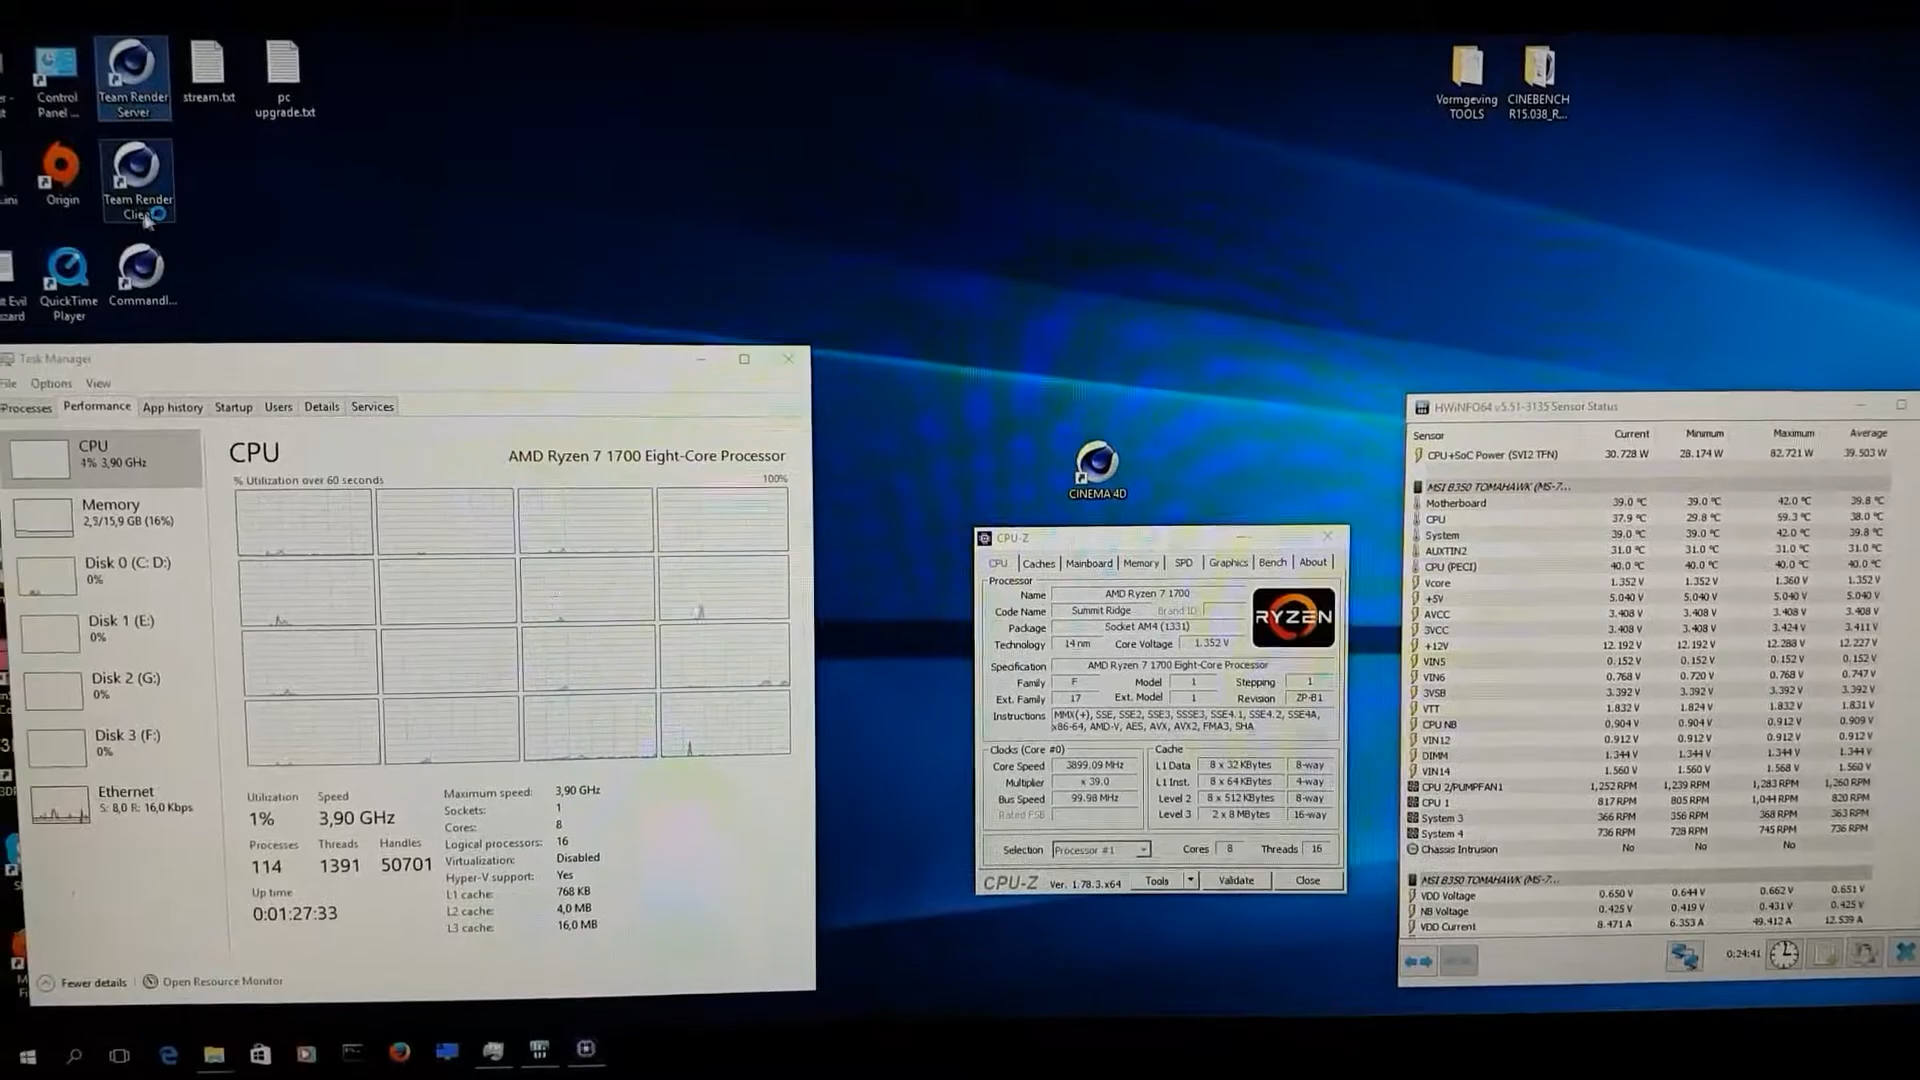 Control
Panel ...
Team Render
Server
stream.txt
pc
upgrade.txt
Vormgeving
TOOLS
CINEBENCH
R15.038_R...
Origin
Team Render
QuickTime
Player
Commandl...
CINEMA 4D
Task Manager
File Options View
Processes Performance App history Startup Users Details Services
CPU
4% 3,90 GHz
Memory
2,3/15,9 GB (16%)
Disk 0 (C: D:)
0%
Disk 1 (E:)
0%
Disk 2 (G:)
0%
Disk 3 (F:)
0%
Ethernet
S: 8,0 R: 16,0 Kbps
CPU AMD Ryzen 7 1700 Eight-Core Processor
% Utilization over 60 seconds 100%
Utilization Speed
1% 3,90 GHz
Processes Threads Handles
114 1391 50701
Up time
0:01:27:33
Maximum speed: 3,90 GHz
Sockets: 1
Cores: 8
Logical processors: 16
Virtualization: Disabled
Hyper-V support: Yes
L1 cache: 768 KB
L2 cache: 4,0 MB
L3 cache: 16,0 MB
Fewer details Open Resource Monitor
CPU-Z
CPU Caches Mainboard Memory SPD Graphics Bench About
Processor
Name AMD Ryzen 7 1700
Code Name Summit Ridge Brand ID
Package Socket AM4 (1331)
Technology 14 nm Core Voltage 1.352 V
RYZEN
Specification AMD Ryzen 7 1700 Eight-Core Processor
Family F Model 1 Stepping 1
Ext. Family 17 Ext. Model 1 Revision ZP-B1
Instructions MMX(+), SSE, SSE2, SSE3, SSSE3, SSE4.1, SSE4.2, SSE4A,
x86-64, AMD-V, AES, AVX, AVX2, FMA3, SHA
Clocks (Core #0)
Core Speed 3899.09 MHz
Multiplier x 39.0
Bus Speed 99.98 MHz
Rated FSB
Cache
L1 Data 8 x 32 KBytes 8-way
L1 Inst. 8 x 64 KBytes 4-way
Level 2 8 x 512 KBytes 8-way
Level 3 2 x 8 MBytes 16-way
Selection Processor #1 Cores 8 Threads 16
CPU-Z Ver. 1.78.3.x64 Tools Validate Close
HWiNFO64 v5.51-3135 Sensor Status
Sensor Current Minimum Maximum Average
CPU+SoC Power (SVI2 TFN) 30.728 W 28.174 W 82.721 W 39.503 W
MSI B350 TOMAHAWK (MS-7...
Motherboard 39.0 °C 39.0 °C 42.0 °C 39.8 °C
CPU 37.9 °C 29.8 °C 59.3 °C 38.0 °C
System 39.0 °C 39.0 °C 42.0 °C 39.8 °C
AUXTIN2 31.0 °C 31.0 °C 31.0 °C 31.0 °C
CPU (PECI) 40.0 °C 40.0 °C 40.0 °C 40.0 °C
Vcore 1.352 V 1.352 V 1.360 V 1.352 V
+5V 5.040 V 5.040 V 5.040 V 5.040 V
AVCC 3.408 V 3.408 V 3.408 V 3.408 V
3VCC 3.408 V 3.408 V 3.424 V 3.411 V
+12V 12.192 V 12.192 V 12.288 V 12.227 V
VIN5 0.152 V 0.152 V 0.152 V 0.152 V
VIN6 0.768 V 0.720 V 0.768 V 0.747 V
3VSB 3.392 V 3.392 V 3.392 V 3.392 V
VTT 1.832 V 1.824 V 1.832 V 1.831 V
CPU NB 0.904 V 0.904 V 0.912 V 0.909 V
VIN12 0.912 V 0.912 V 0.912 V 0.912 V
DIMM 1.344 V 1.344 V 1.344 V 1.344 V
VIN14 1.560 V 1.560 V 1.568 V 1.560 V
CPU 2/PUMPFAN1 1,252 RPM 1,239 RPM 1,283 RPM 1,260 RPM
CPU 1 817 RPM 805 RPM 1,044 RPM 820 RPM
System 3 366 RPM 356 RPM 368 RPM 363 RPM
System 4 736 RPM 728 RPM 745 RPM 736 RPM
Chassis Intrusion No No No
MSI B350 TOMAHAWK (MS-7...
VDD Voltage 0.650 V 0.644 V 0.662 V 0.651 V
NB Voltage 0.425 V 0.419 V 0.431 V 0.425 V
VDD Current 8.471 A 6.353 A 49.412 A 12.539 A
0:24:41